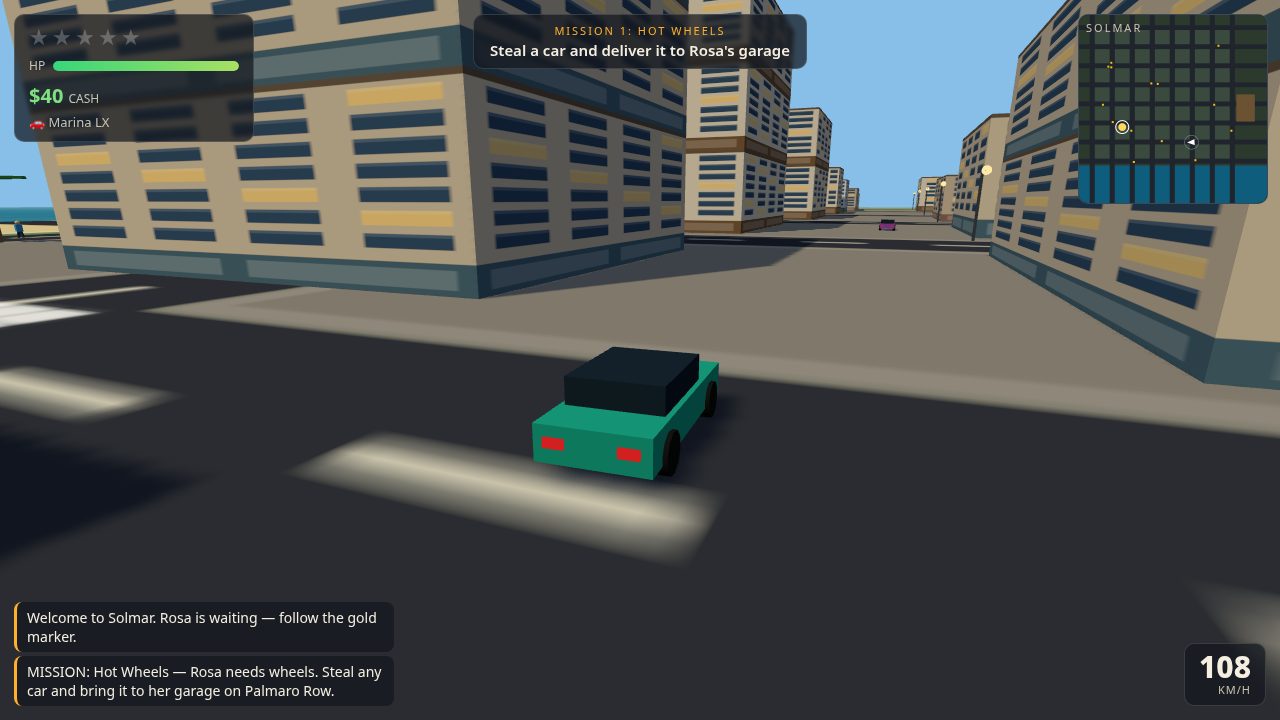 HP
$40 CASH
Marina LX
MISSION 1: HOT WHEELS
Steal a car and deliver it to Rosa's garage
SOLMAR
Welcome to Solmar. Rosa is waiting — follow the gold
marker.
MISSION: Hot Wheels — Rosa needs wheels. Steal any
car and bring it to her garage on Palmaro Row.
108
KM/H